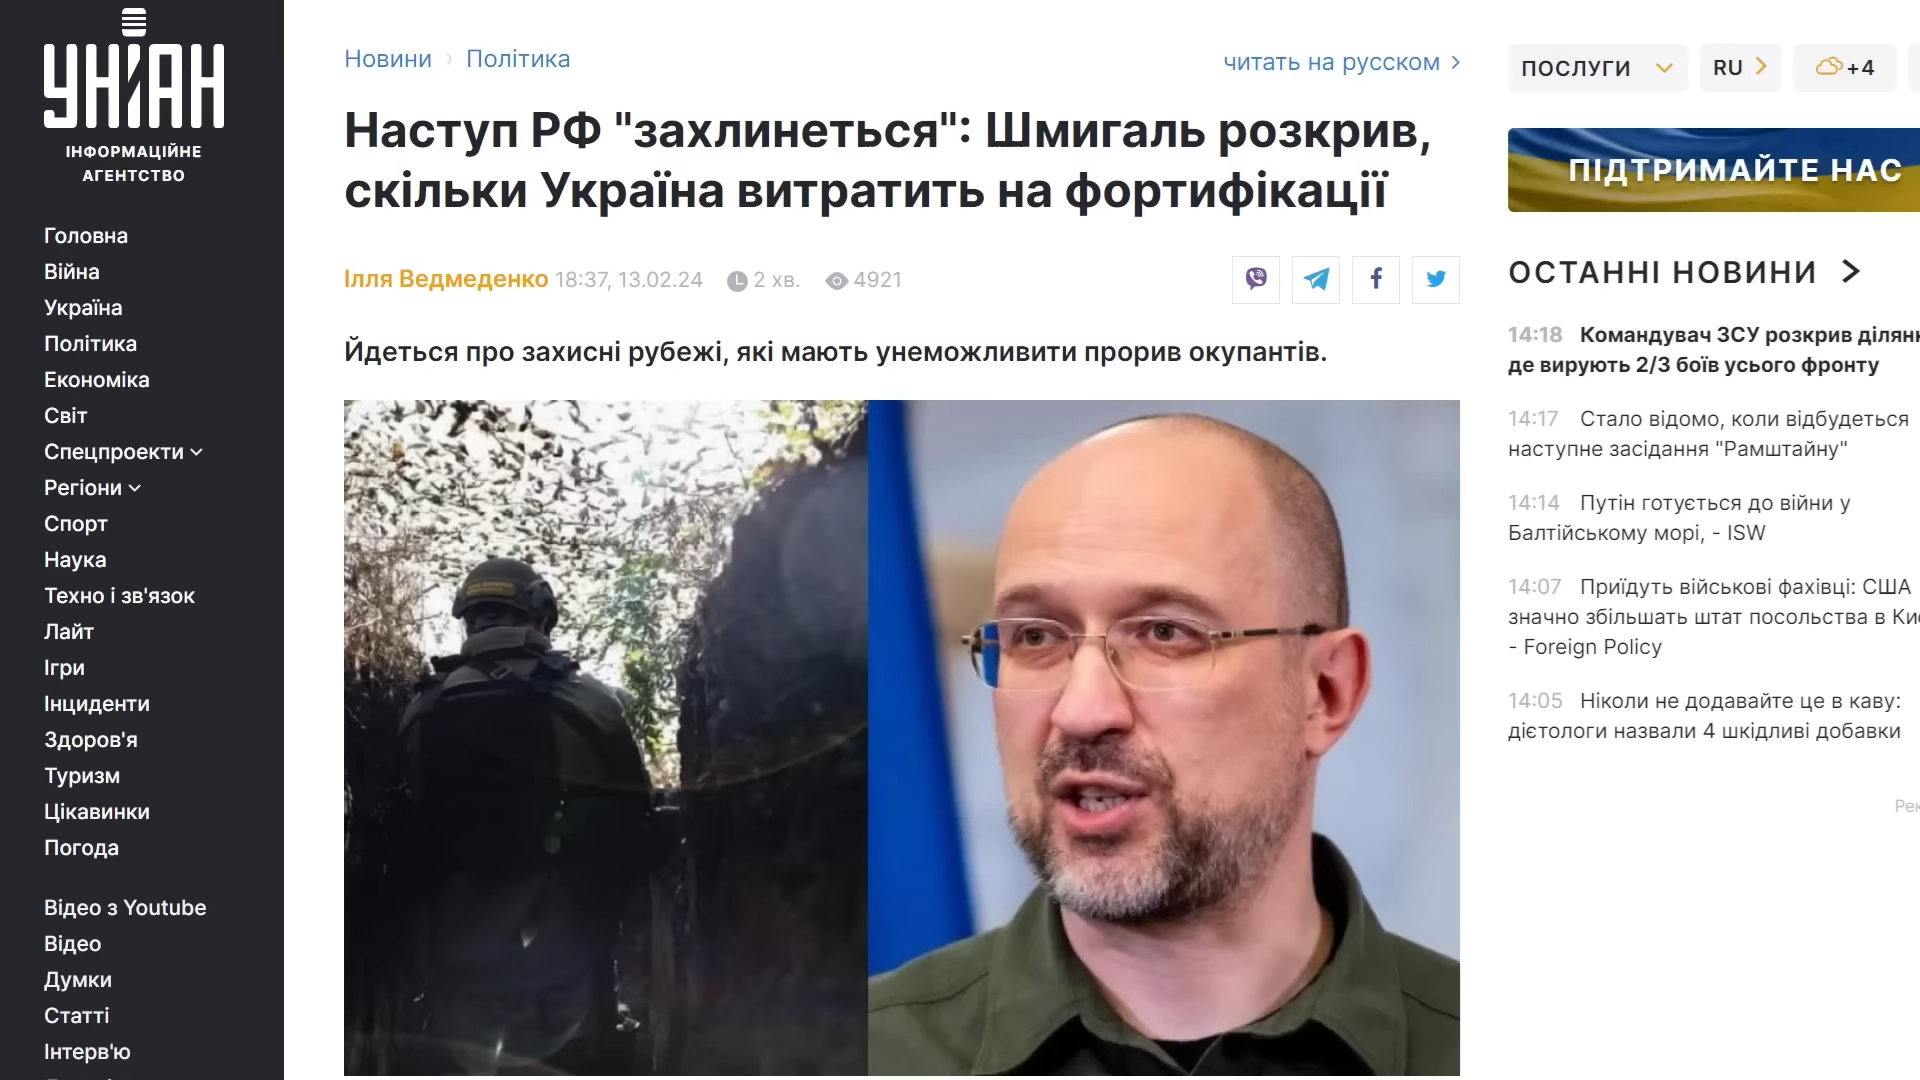 УНІАН
ІНФОРМАЦІЙНЕ
АГЕНТСТВО
Головна
Війна
Україна
Політика
Економіка
Світ
Спецпроекти
Регіони
Спорт
Наука
Техно і зв'язок
Лайт
Ігри
Інциденти
Здоров'я
Туризм
Цікавинки
Погода
Відео з Youtube
Відео
Думки
Статті
Інтерв'ю
Новини › Політика
читать на русском
Наступ РФ "захлинеться": Шмигаль розкрив,
скільки Україна витратить на фортифікації
Ілля Ведмеденко 18:37, 13.02.24 2 хв. 4921
Йдеться про захисні рубежі, які мають унеможливити прорив окупантів.
ПОСЛУГИ RU +4
ПІДТРИМАЙТЕ НАС
ОСТАННІ НОВИНИ
14:18 Командувач ЗСУ розкрив
де вирують 2/3 боїв усього фронту
14:17 Стало відомо, коли відбудеться
наступне засідання "Рамштайну"
14:14 Путін готується до війни у
Балтійському морі, - ISW
14:07 Приїдуть військові фахівці: США
значно збільшать штат посольства в
- Foreign Policy
14:05 Ніколи не додавайте це в каву:
дієтологи назвали 4 шкідливі добавки